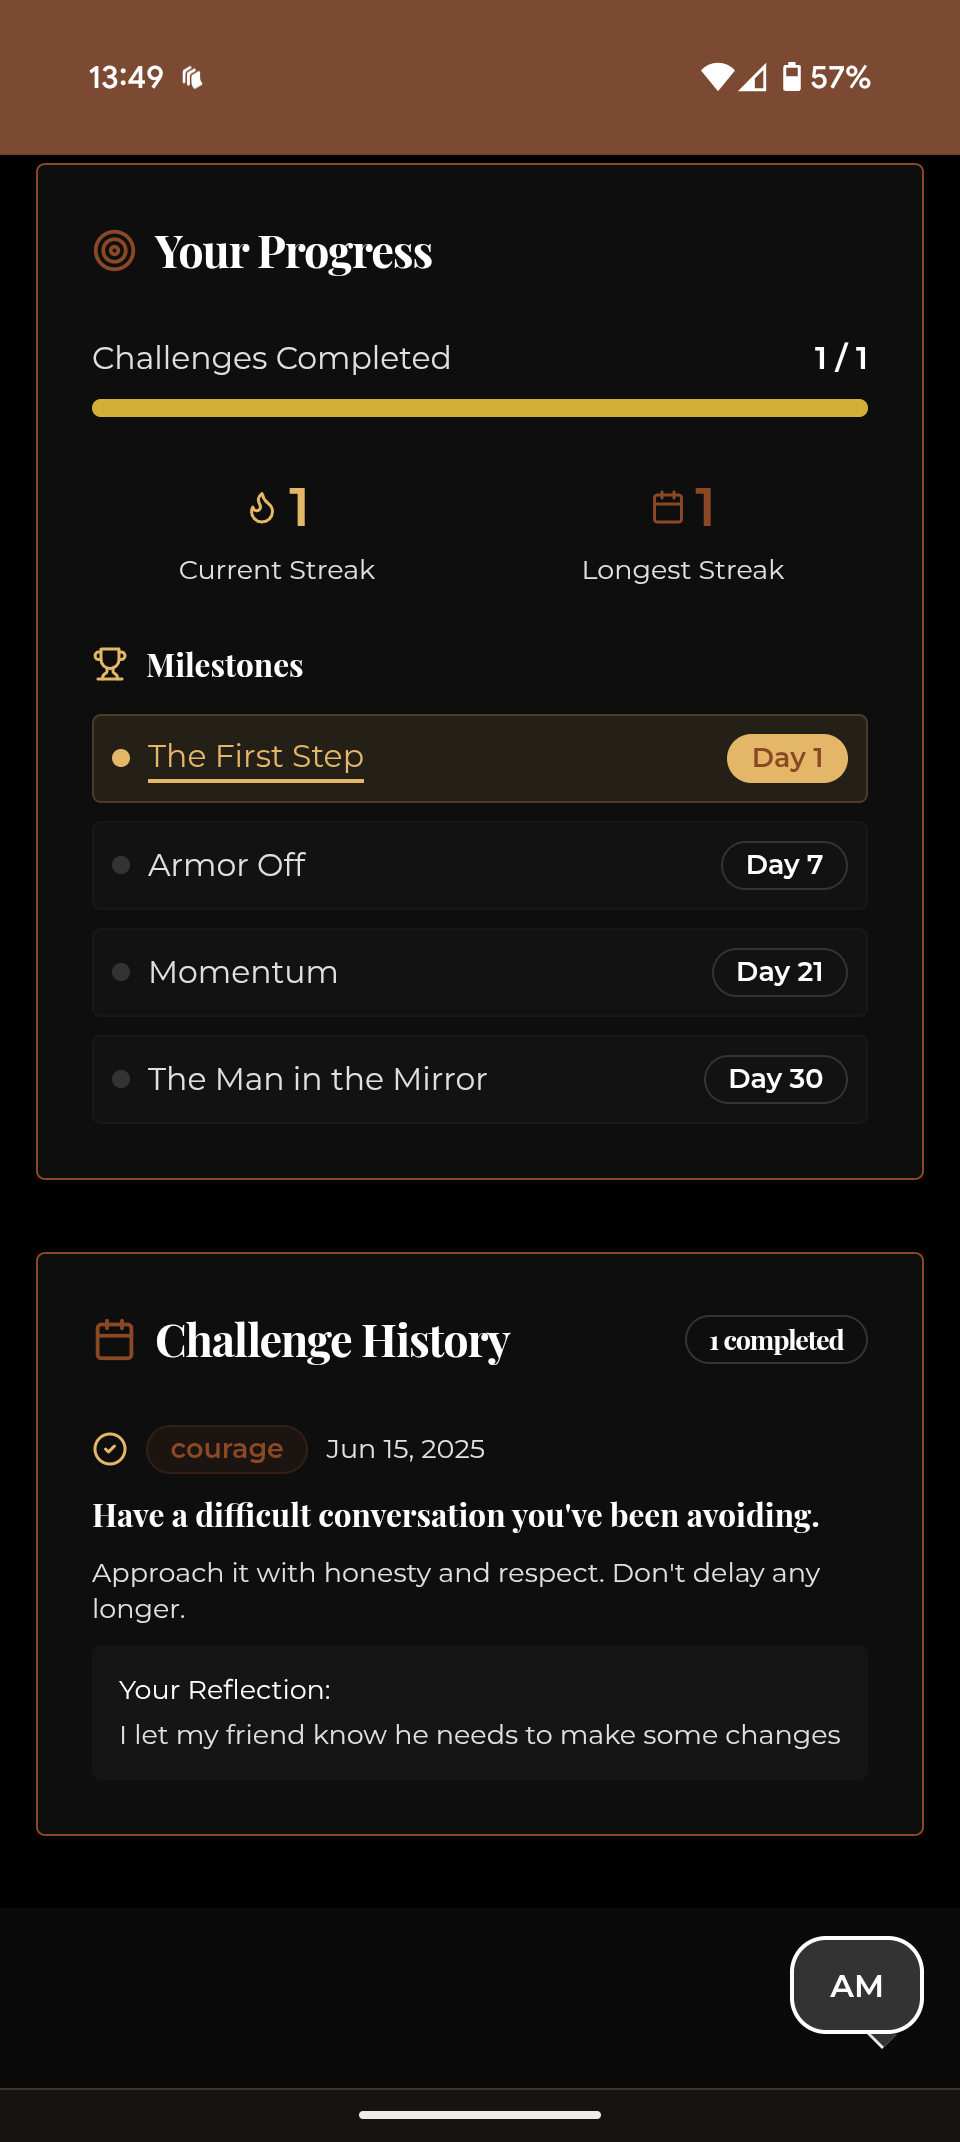 13:49
57%
Your Progress
Challenges Completed
1 / 1
1
Current Streak
1
Longest Streak
Milestones
The First Step
Day 1
Armor Off
Day 7
Momentum
Day 21
The Man in the Mirror
Day 30
Challenge History
1 completed
courage
Jun 15, 2025
Have a difficult conversation you've been avoiding.
Approach it with honesty and respect. Don't delay any
longer.
Your Reflection:
I let my friend know he needs to make some changes
AM